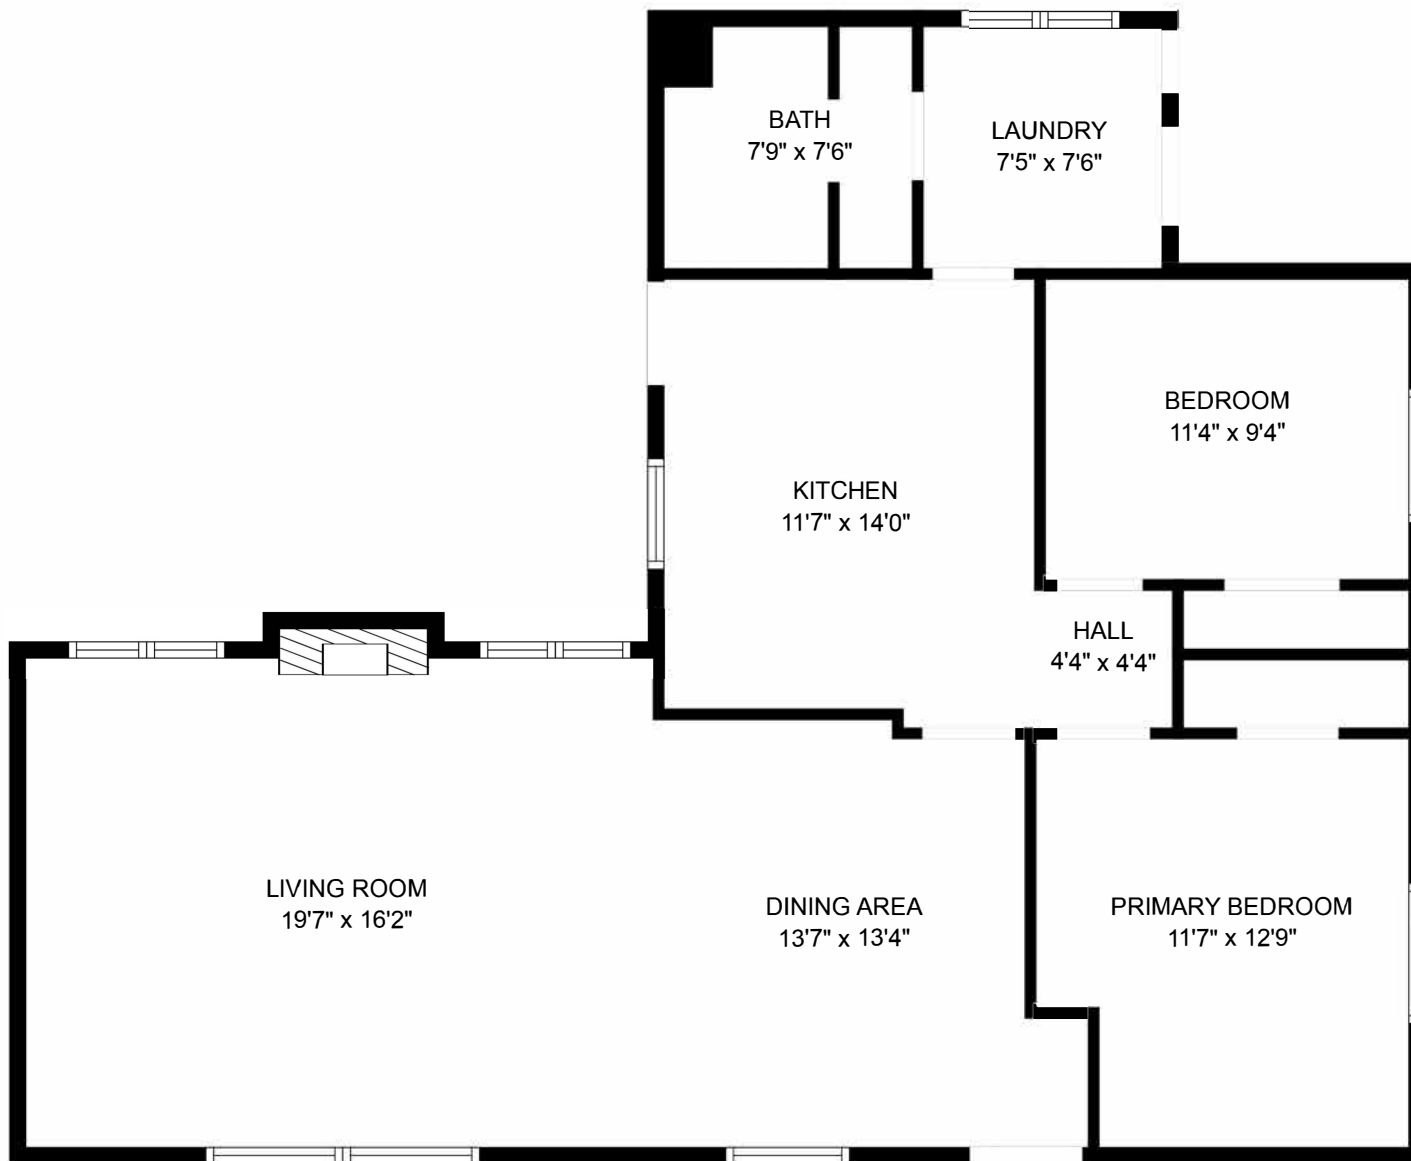 BATH
7'9" x 7'6"
LAUNDRY
7'5" x 7'6"
BEDROOM
11'4" x 9'4"
KITCHEN
11'7" x 14'0"
HALL
4'4" x 4'4"
LIVING ROOM
19'7" x 16'2"
DINING AREA
13'7" x 13'4"
PRIMARY BEDROOM
11'7" x 12'9"